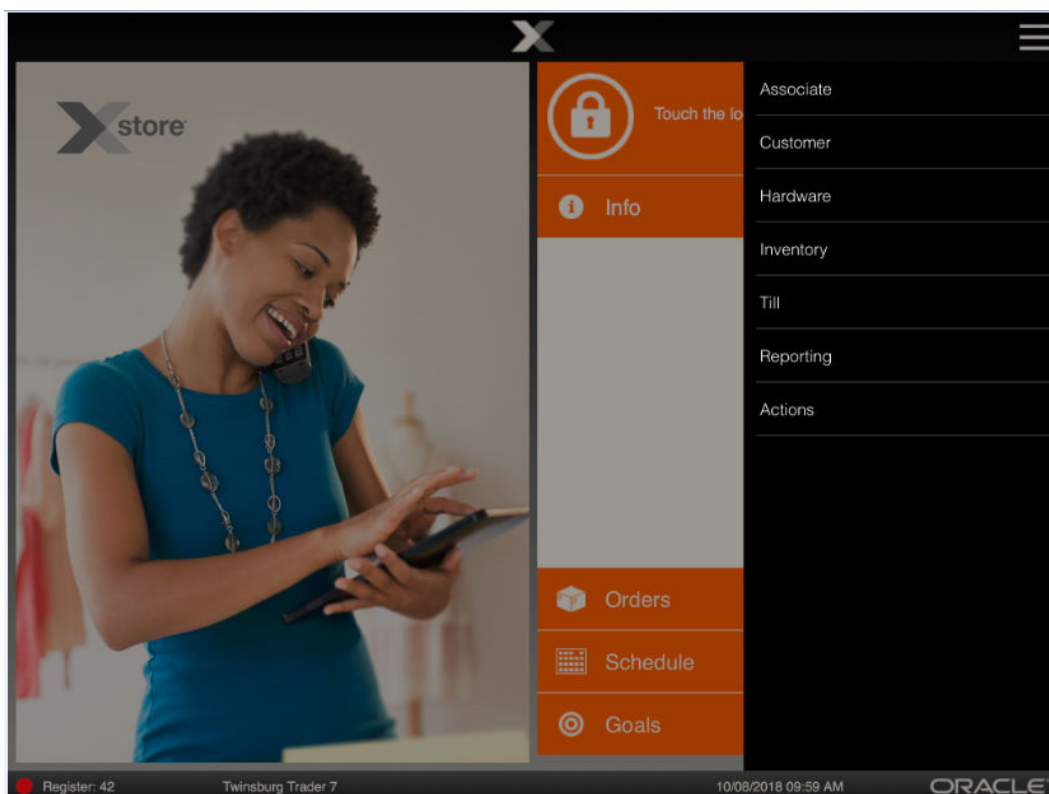 X
Xstore
Touch the lo
Info
Orders
Schedule
Goals
Associate
Customer
Hardware
Inventory
Till
Reporting
Actions
Register: 42
Twinsburg Trader 7
10/08/2018 09:59 AM
ORACLE